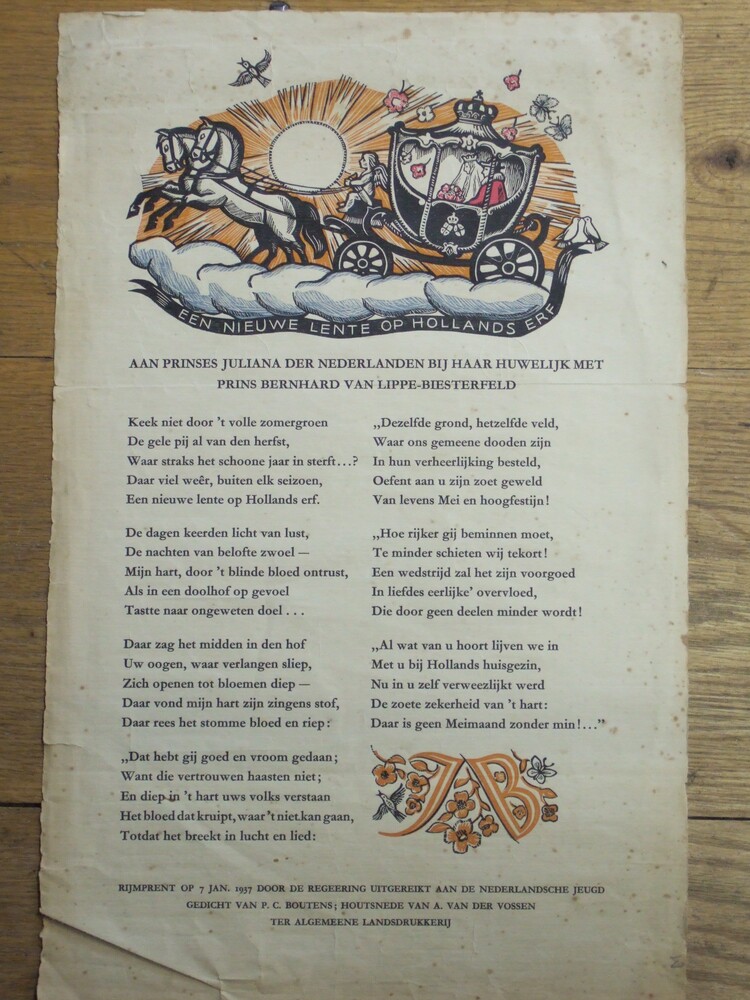 EEN NIEUWE LENTE OP HOLLANDS ERF
AAN PRINSES JULIANA DER NEDERLANDEN BIJ HAAR HUWELIJK MET
PRINS BERNHARD VAN LIPPE-BIESTERFELD
Keek niet door 't volle zomergroen
De gele pij al van den herfst,
Waar straks het schoone jaar in sterft...?
Daar viel weêr, buiten elk seizoen,
Een nieuwe lente op Hollands erf.
De dagen keerden licht van lust,
De nachten van belofte zwoel —
Mijn hart, door 't blinde bloed ontrust,
Als in een doolhof op gevoel
Tastte naar ongeweten doel . . .
Daar zag het midden in den hof
Uw oogen, waar verlangen sliep,
Zich openen tot bloemen diep —
Daar vond mijn hart zijn zingens stof,
Daar rees het stomme bloed en riep:
„Dat hebt gij goed en vroom gedaan;
Want die vertrouwen haasten niet;
En diep in 't hart uws volks verstaan
Het bloed dat kruipt, waar 't niet kan gaan,
Totdat het breekt in lucht en lied:
„Dezelfde grond, hetzelfde veld,
Waar ons gemeene dooden zijn
In hun verheerlijking besteld,
Oefent aan u zijn zoet geweld
Van levens Mei en hoogfestijn!
„Hoe rijker gij beminnen moet,
Te minder schieten wij tekort!
Een wedstrijd zal het zijn voorgoed
In liefdes eerlijke' overvloed,
Die door geen deelen minder wordt!
„Al wat van u hoort lijven we in
Met u bij Hollands huisgezin,
Nu in u zelf verweezlijkt werd
De zoete zekerheid van 't hart:
Daar is geen Meimaand zonder min!..."
JB
RIJMPRENT OP 7 JAN. 1937 DOOR DE REGEERING UITGEREIKT AAN DE NEDERLANDSCHE JEUGD
GEDICHT VAN P. C. BOUTENS; HOUTSNEDE VAN A. VAN DER VOSSEN
TER ALGEMEENE LANDSDRUKKERIJ